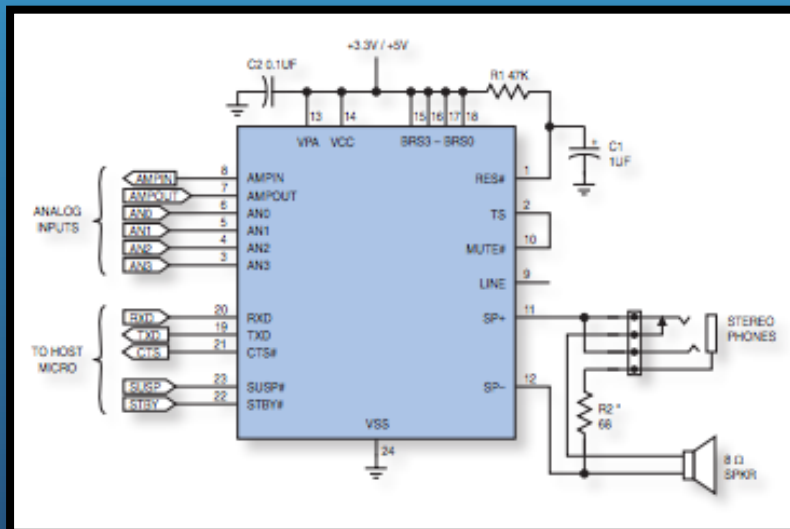 +3.3V / +5V
C2 0.1UF
R1 47K
13
14
15
16
17
18
VPA
VCC
BRS3 – BRS0
C1
1UF
+
ANALOG
INPUTS
AMPIN
8
AMPIN
AMPOUT
7
AMPOUT
AN0
6
AN0
AN1
5
AN1
AN2
4
AN2
AN3
3
AN3
RES#
1
TS
2
MUTE#
10
LINE
9
SP+
11
SP–
12
TO HOST
MICRO
RXD
20
RXD
TXD
19
TXD
CTS
21
CTS#
SUSP
23
SUSP#
STBY
22
STBY#
VSS
24
STEREO
PHONES
R2 *
68
8 Ω
SPKR